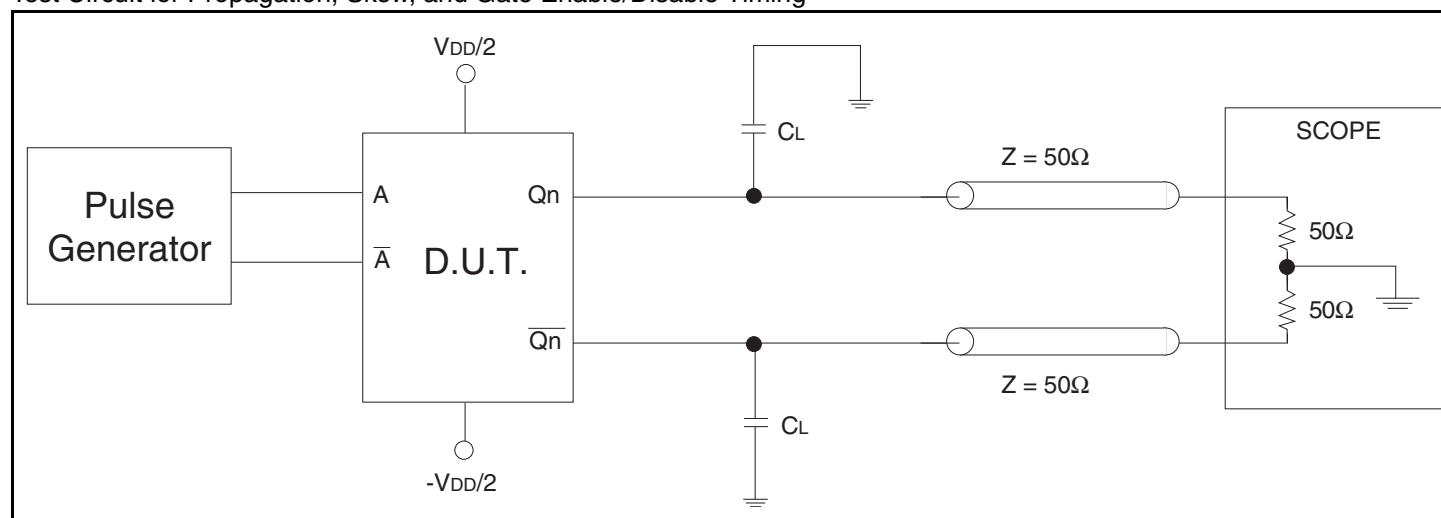 Test Circuit for Propagation, Skew, and Gate Enable/Disable Timing
VDD/2
CL
SCOPE
Z = 50Ω
Pulse
Generator
A
Qn
50Ω
A̅
D.U.T.
50Ω
Q̅n̅
Z = 50Ω
CL
-VDD/2